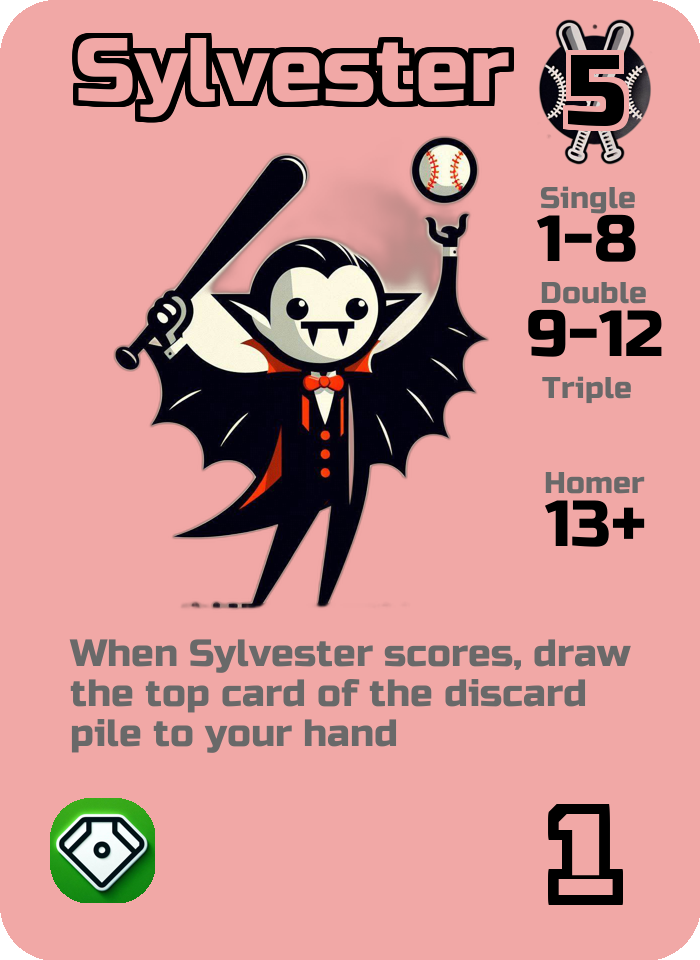 Sylvester
5
Single
1-8
Double
9-12
Triple
Homer
13+
When Sylvester scores, draw
the top card of the discard
pile to your hand
1